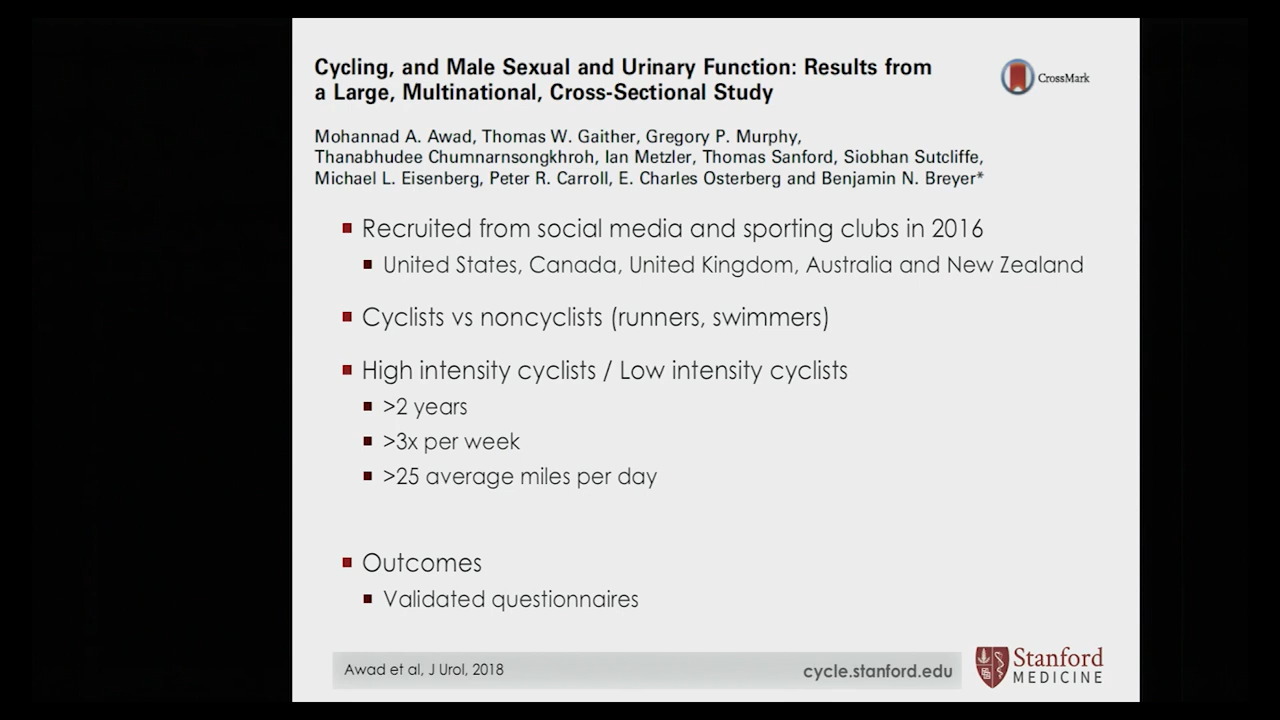 Cycling, and Male Sexual and Urinary Function: Results from
a Large, Multinational, Cross-Sectional Study
CrossMark
Mohannad A. Awad, Thomas W. Gaither, Gregory P. Murphy,
Thanabhudee Chumnarnsongkhroh, Ian Metzler, Thomas Sanford, Siobhan Sutcliffe,
Michael L. Eisenberg, Peter R. Carroll, E. Charles Osterberg and Benjamin N. Breyer*
Recruited from social media and sporting clubs in 2016
United States, Canada, United Kingdom, Australia and New Zealand
Cyclists vs noncyclists (runners, swimmers)
High intensity cyclists / Low intensity cyclists
>2 years
>3x per week
>25 average miles per day
Outcomes
Validated questionnaires
Awad et al, J Urol, 2018
cycle.stanford.edu
Stanford
MEDICINE